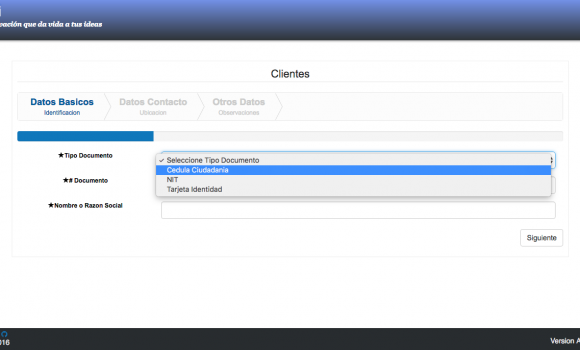 vación que da vida a tus ideas
Clientes
Datos Basicos
Identificacion
Datos Contacto
Ubicacion
Otros Datos
Observaciones
★Tipo Documento
✓ Seleccione Tipo Documento
Cedula Ciudadania
NIT
Tarjeta Identidad
★# Documento
★Nombre o Razon Social
Siguiente
016
Version A